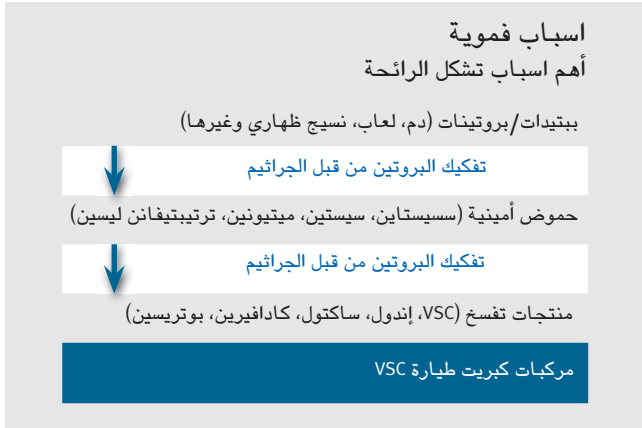 اسباب فموية
أهم اسباب تشكل الرائحة
ببتيدات/بروتينات (دم، لعاب، نسيج ظهاري وغيرها)
تفكيك البروتين من قبل الجراثيم
حموض أمينية (سسيستاين، سيستين، ميتيونين، ترتيبتيفانن ليسين)
تفكيك البروتين من قبل الجراثيم
منتجات تفسخ (VSC، إندول، ساكتول، كادافيرين، بوتريسين)
مركبات كبريت طيارة VSC